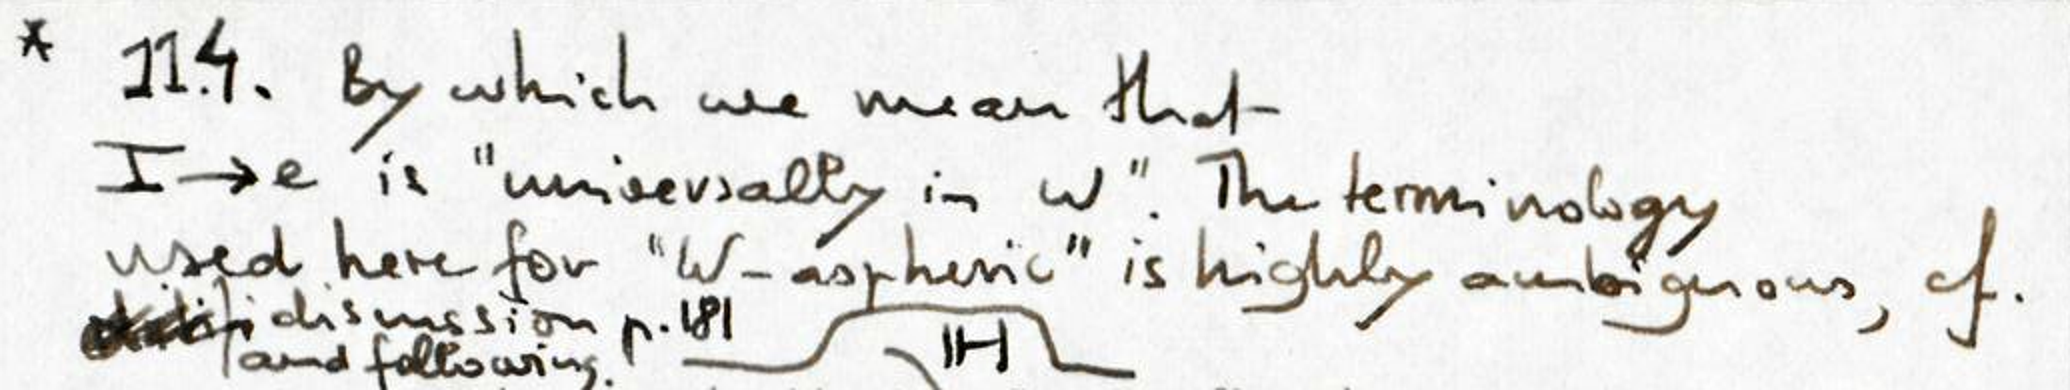 * 11.4. By which we mean that
I → e is "universally in W". The terminology
used here for "W-aspheric" is highly ambiguous, cf.
discussion p. 181
and following.
H